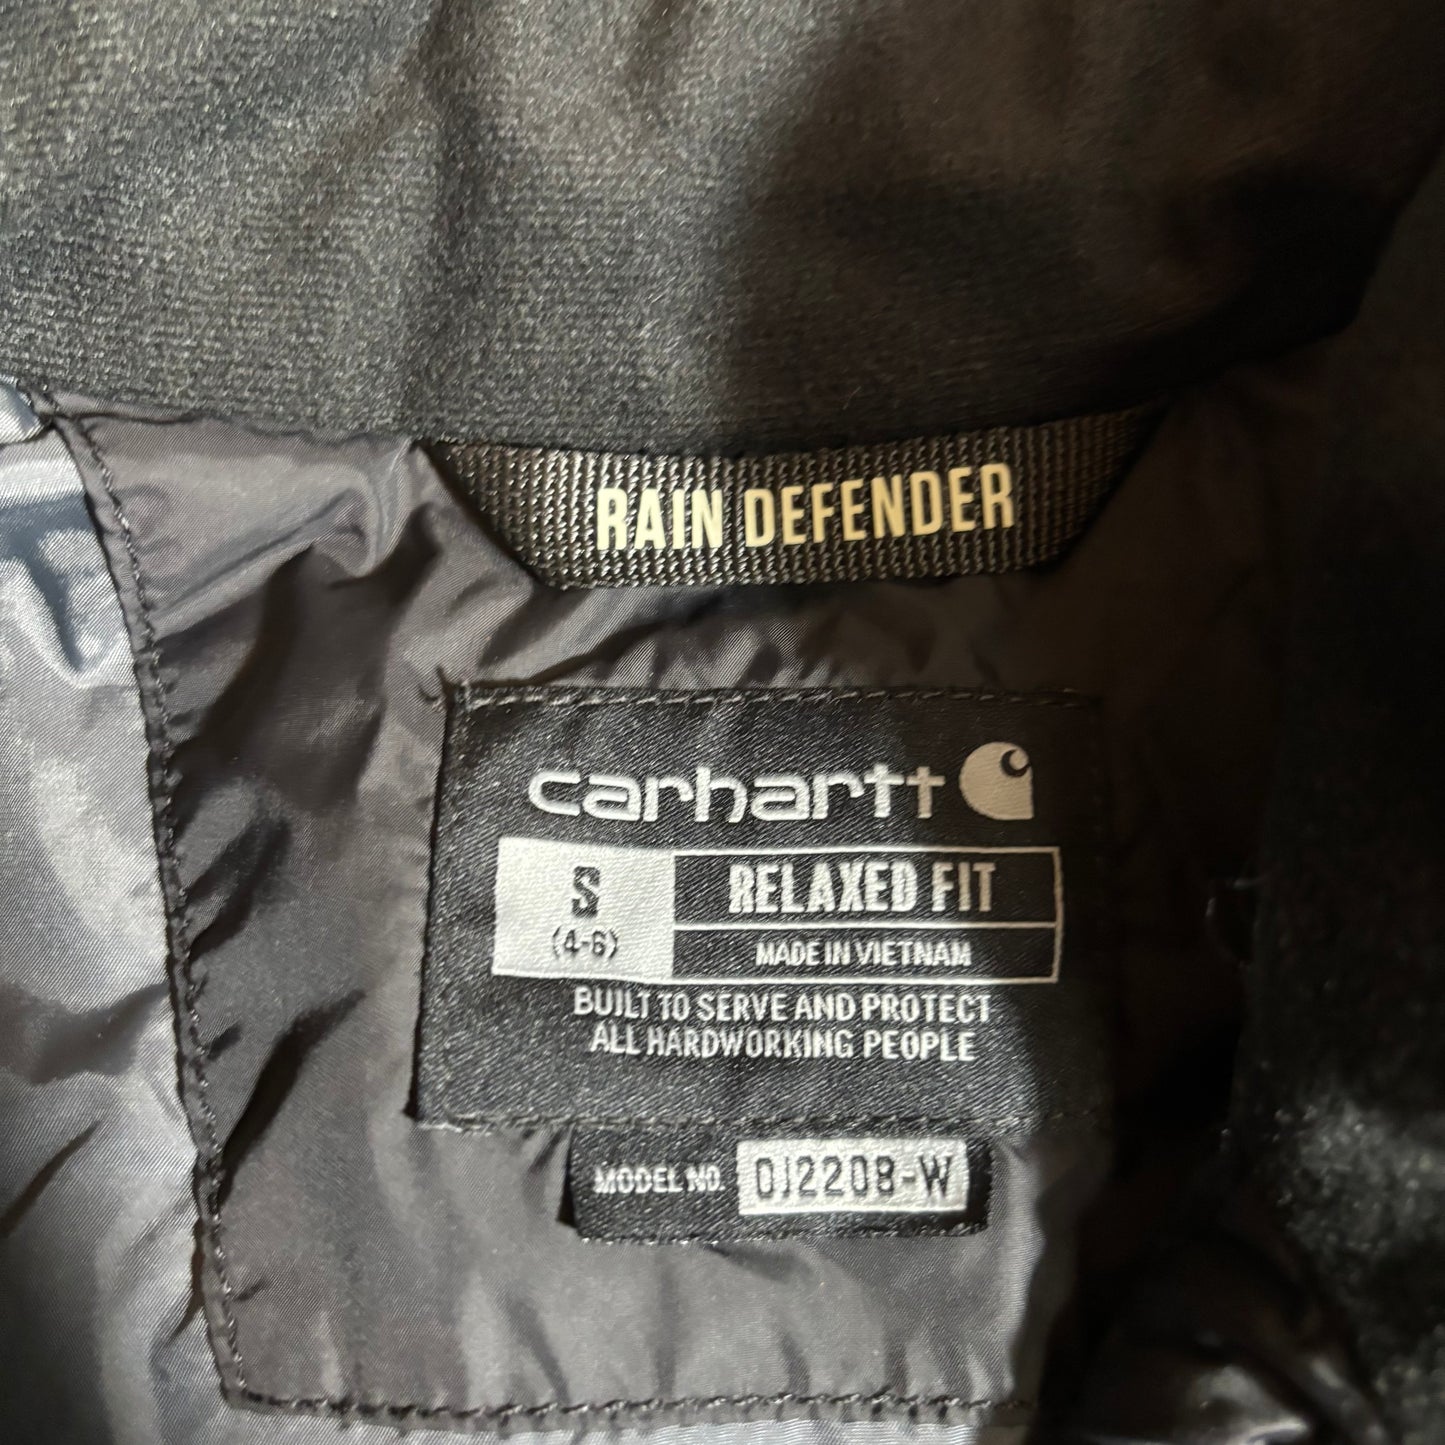 RAIN DEFENDER
carhartt
S
(4-6)
RELAXED FIT
MADE IN VIETNAM
BUILT TO SERVE AND PROTECT
ALL HARDWORKING PEOPLE
MODEL NO. OJ2208-W